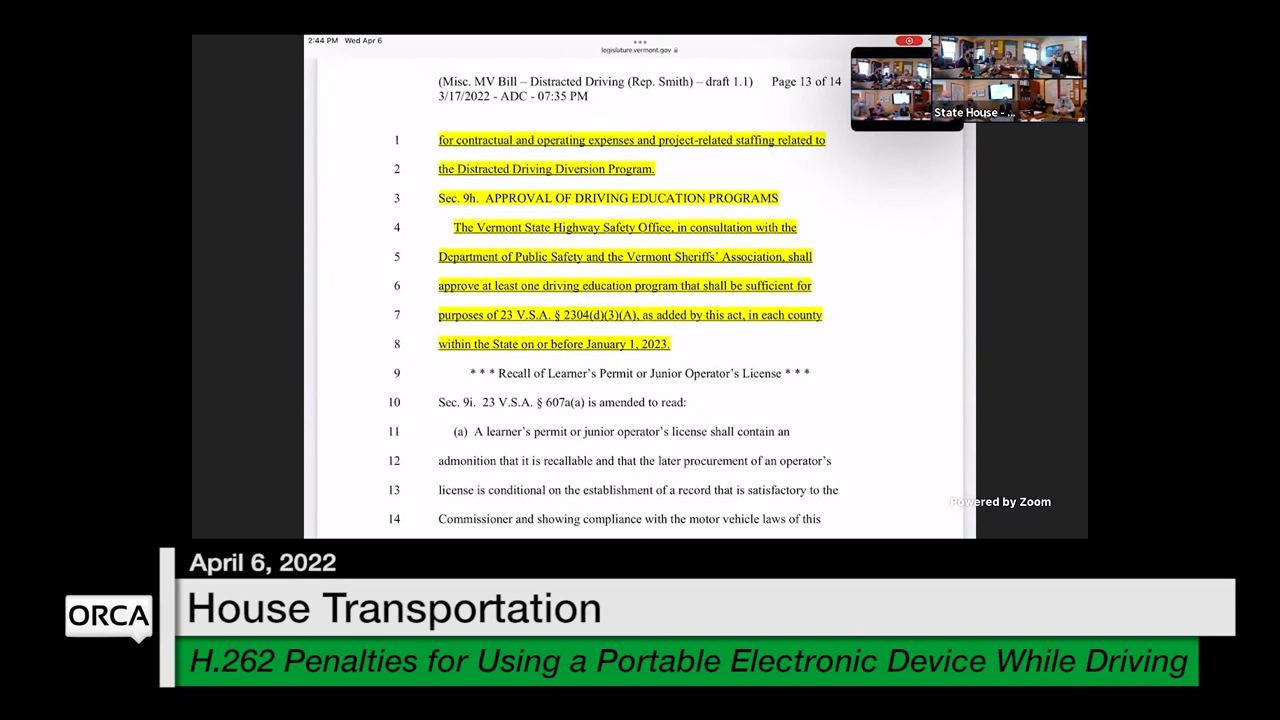 2:44 PM Wed Apr 6
legislature.vermont.gov
(Misc. MV Bill – Distracted Driving (Rep. Smith) – draft 1.1) Page 13 of 14
3/17/2022 - ADC - 07:35 PM
State House - ...
1 for contractual and operating expenses and project-related staffing related to
2 the Distracted Driving Diversion Program.
3 Sec. 9h. APPROVAL OF DRIVING EDUCATION PROGRAMS
4 The Vermont State Highway Safety Office, in consultation with the
5 Department of Public Safety and the Vermont Sheriffs' Association, shall
6 approve at least one driving education program that shall be sufficient for
7 purposes of 23 V.S.A. § 2304(d)(3)(A), as added by this act, in each county
8 within the State on or before January 1, 2023.
9 * * * Recall of Learner's Permit or Junior Operator's License * * *
10 Sec. 9i. 23 V.S.A. § 607a(a) is amended to read:
11 (a) A learner's permit or junior operator's license shall contain an
12 admonition that it is recallable and that the later procurement of an operator's
13 license is conditional on the establishment of a record that is satisfactory to the
14 Commissioner and showing compliance with the motor vehicle laws of this
Powered by Zoom
April 6, 2022
ORCA
House Transportation
H.262 Penalties for Using a Portable Electronic Device While Driving